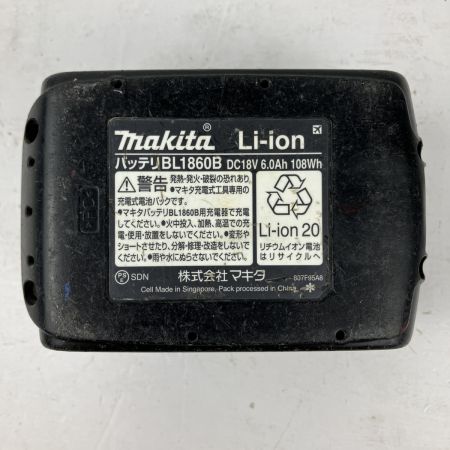 makita® Li-ion
バッテリBL1860B DC18V 6.0Ah 108Wh
警告 発熱・発火・破裂の恐れあり
●マキタ充電式工具専用の
充電式電池パックです。
●マキタバッテリBL1860B用充電器で充電
してください。●火中投入、加熱、高温での充
電・使用・放置をしないでください。●変形や
ショートさせたり、分解・修理・改造をしないで
ください。●雨や水にぬらさないでください。
Li-ion 20
リチウムイオン電池
はリサイクルへ
PS E SDN 株式会社マキタ 837F95A8
Cell Made in Singapore, Pack processed in China